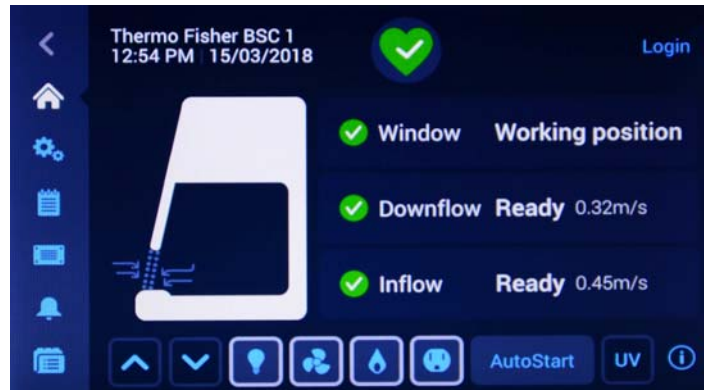 Thermo Fisher BSC 1
12:54 PM 15/03/2018
Login
Window Working position
Downflow Ready 0.32m/s
Inflow Ready 0.45m/s
AutoStart UV